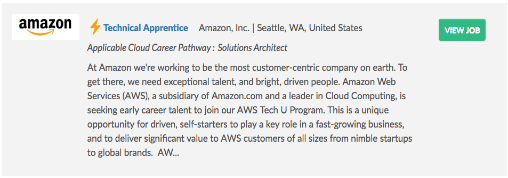 amazon
Technical Apprentice Amazon, Inc. | Seattle, WA, United States
VIEW JOB
Applicable Cloud Career Pathway : Solutions Architect
At Amazon we're working to be the most customer-centric company on earth. To
get there, we need exceptional talent, and bright, driven people. Amazon Web
Services (AWS), a subsidiary of Amazon.com and a leader in Cloud Computing, is
seeking early career talent to join our AWS Tech U Program. This is a unique
opportunity for driven, self-starters to play a key role in a fast-growing business,
and to deliver significant value to AWS customers of all sizes from nimble startups
to global brands. AW...